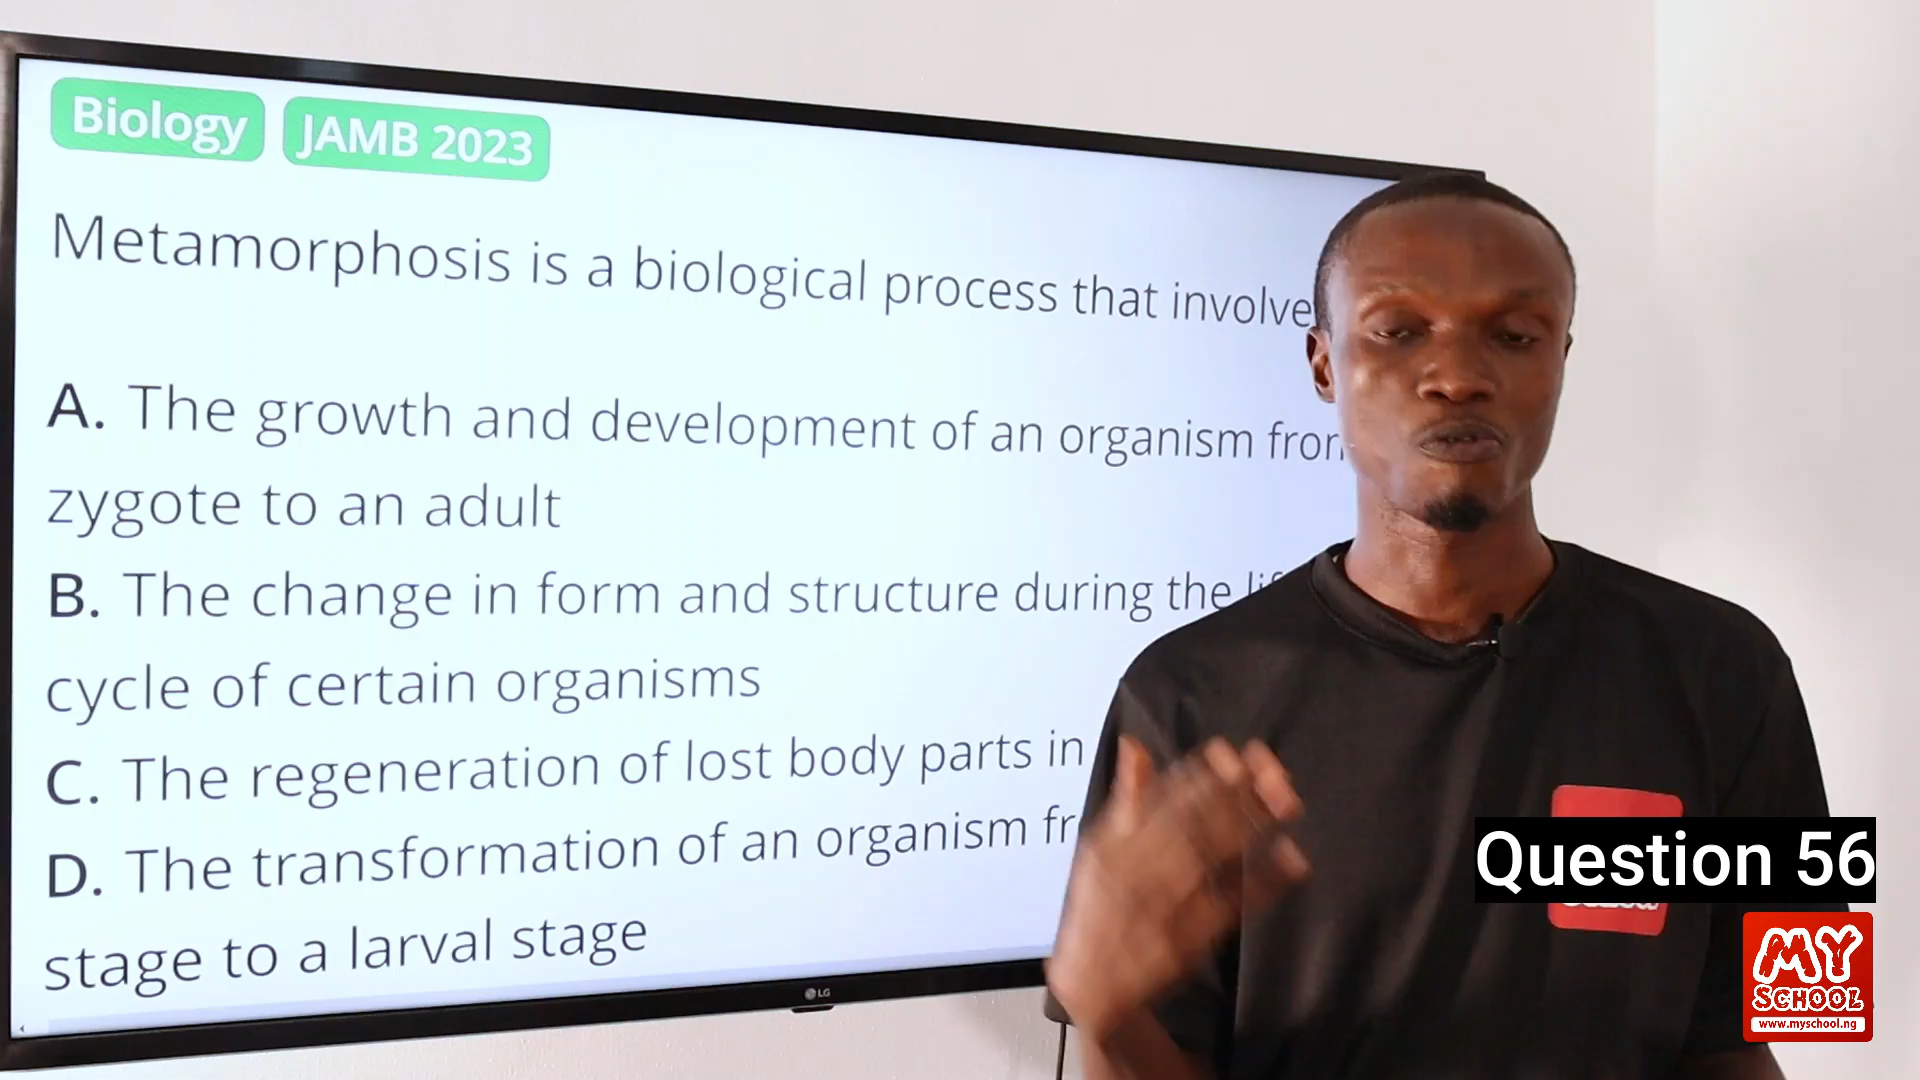 Biology JAMB 2023
Metamorphosis is a biological process that involve
A. The growth and development of an organism
zygote to an adult
B. The change in form and structure during the
cycle of certain organisms
C. The regeneration of lost body parts in
D. The transformation of an organism
stage to a larval stage
LG
Question 56
MY
SCHOOL
www.myschool.ng